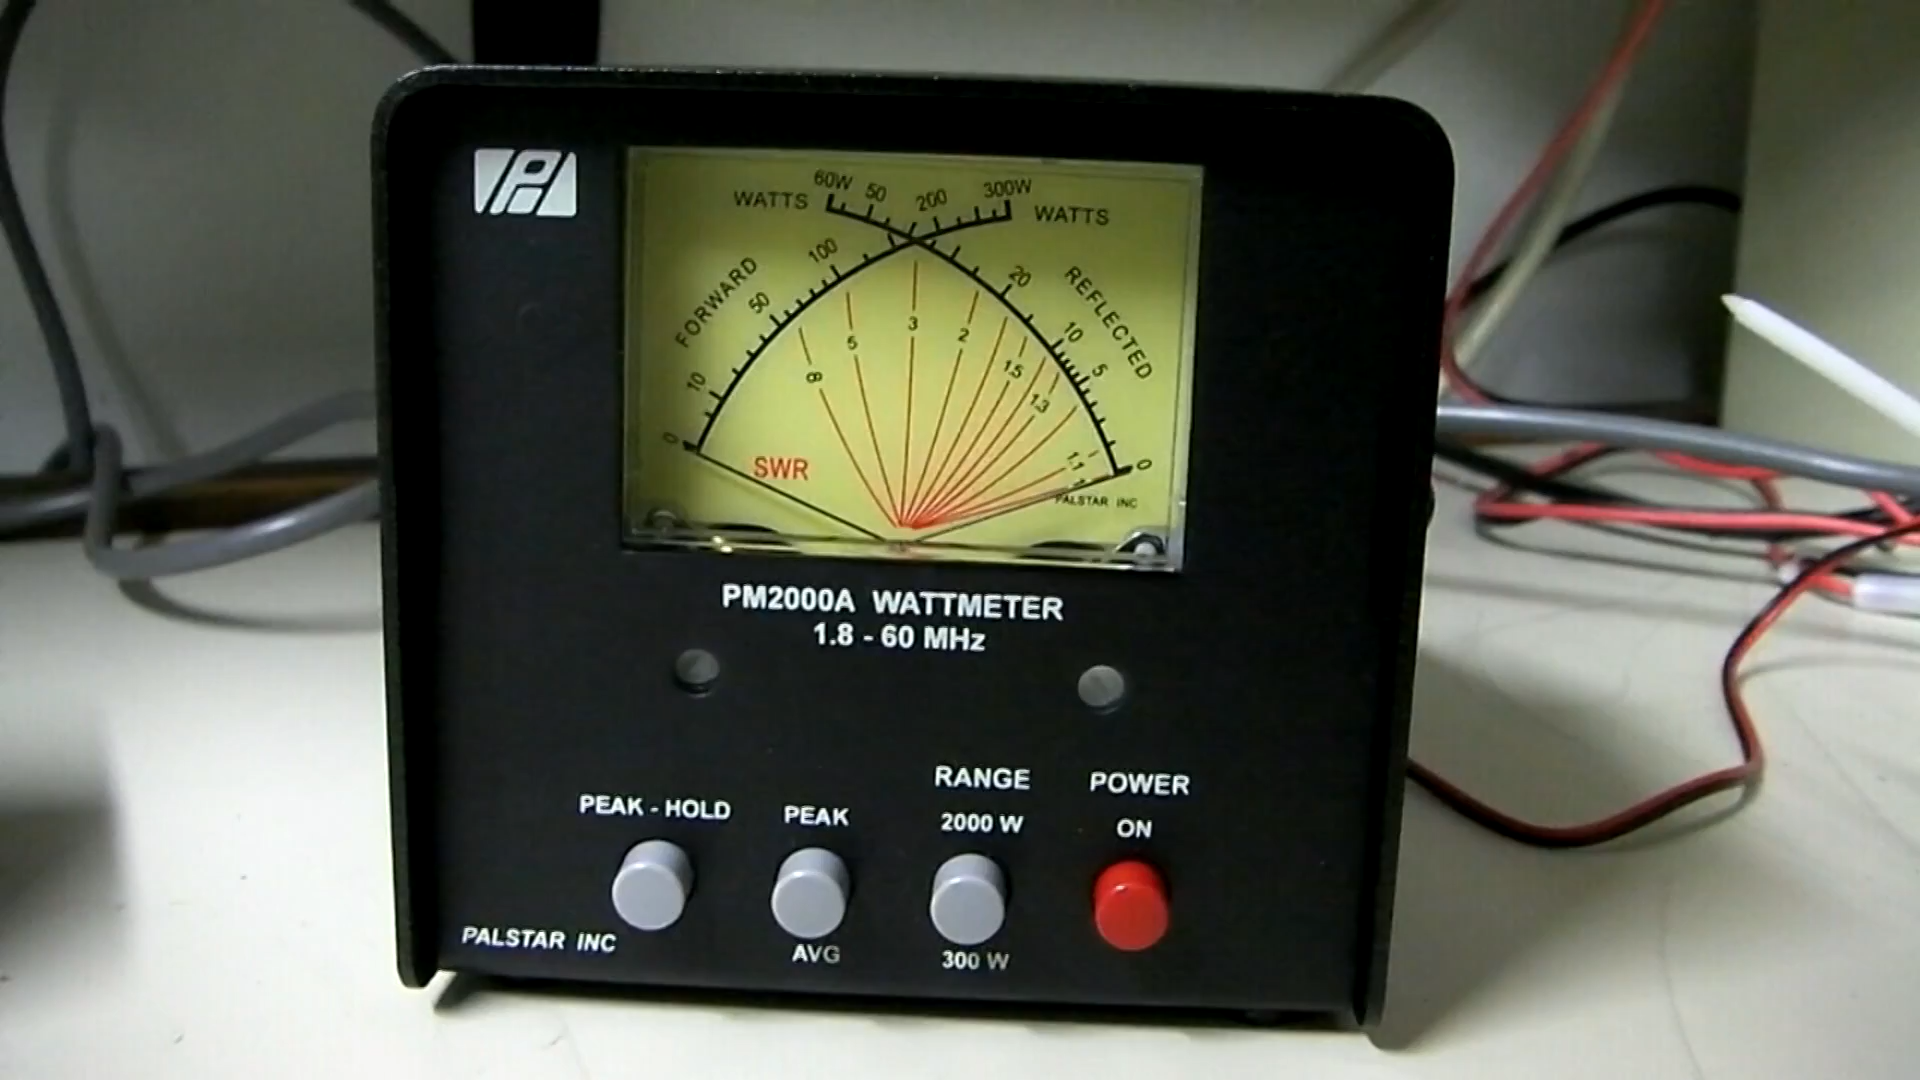 60W 50 200 300W
WATTS WATTS
100 20
FORWARD REFLECTED
50 10
10 5
3 2
5 1.5
8 1.3
0 0
SWR 1.1
1
PALSTAR INC
PM2000A WATTMETER
1.8 - 60 MHz
RANGE POWER
PEAK - HOLD PEAK 2000 W ON
PALSTAR INC AVG 300 W